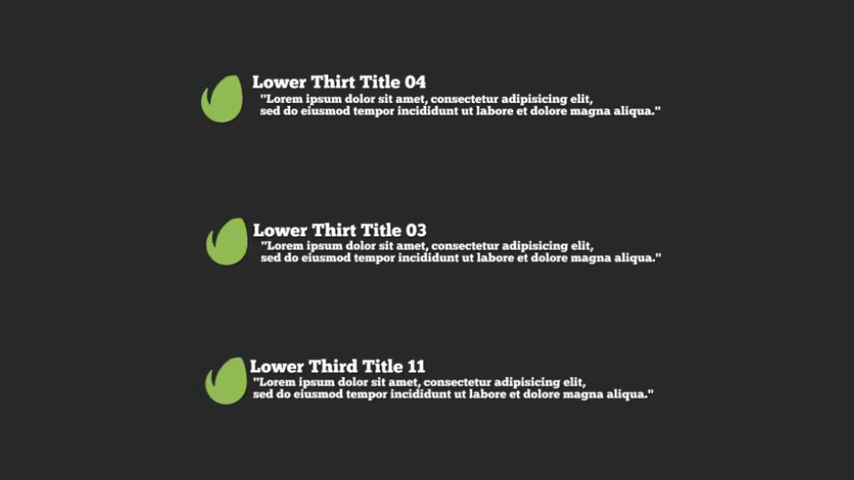 Lower Thirt Title 04
"Lorem ipsum dolor sit amet, consectetur adipisicing elit,
sed do eiusmod tempor incididunt ut labore et dolore magna aliqua."
Lower Thirt Title 03
"Lorem ipsum dolor sit amet, consectetur adipisicing elit,
sed do eiusmod tempor incididunt ut labore et dolore magna aliqua."
Lower Third Title 11
"Lorem ipsum dolor sit amet, consectetur adipisicing elit,
sed do eiusmod tempor incididunt ut labore et dolore magna aliqua."